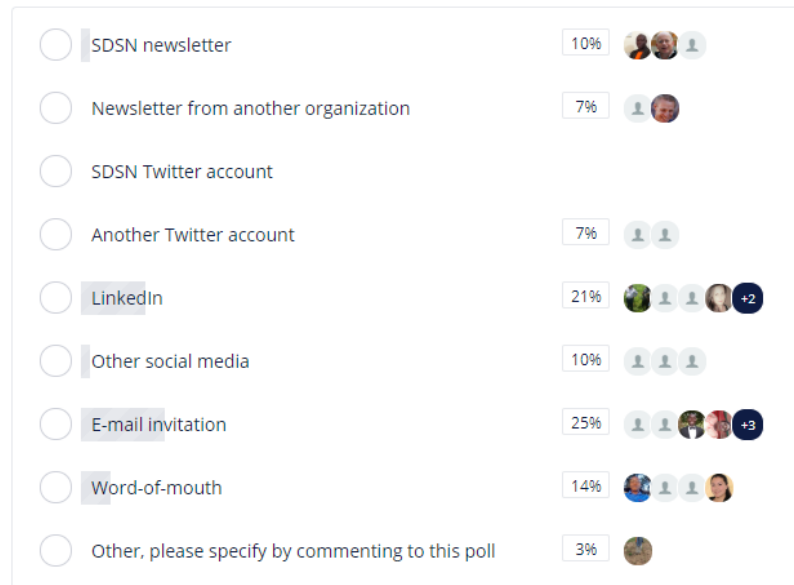 SDSN newsletter 10%
Newsletter from another organization 7%
SDSN Twitter account
Another Twitter account 7%
LinkedIn 21% +2
Other social media 10%
E-mail invitation 25% +3
Word-of-mouth 14%
Other, please specify by commenting to this poll 3%